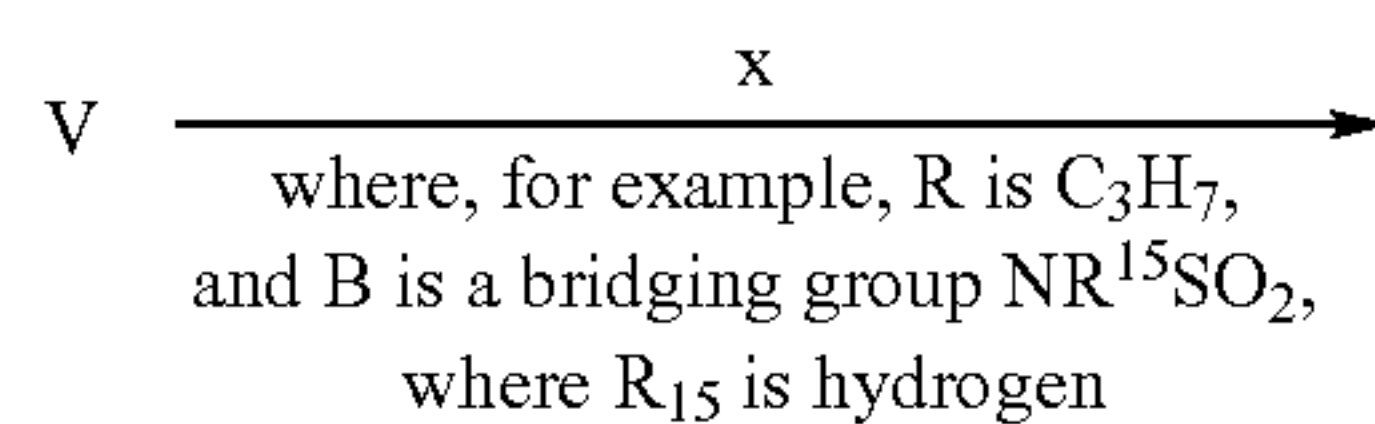 x
V
where, for example, R is C₃H₇,
and B is a bridging group NR¹⁵SO₂,
where R₁₅ is hydrogen